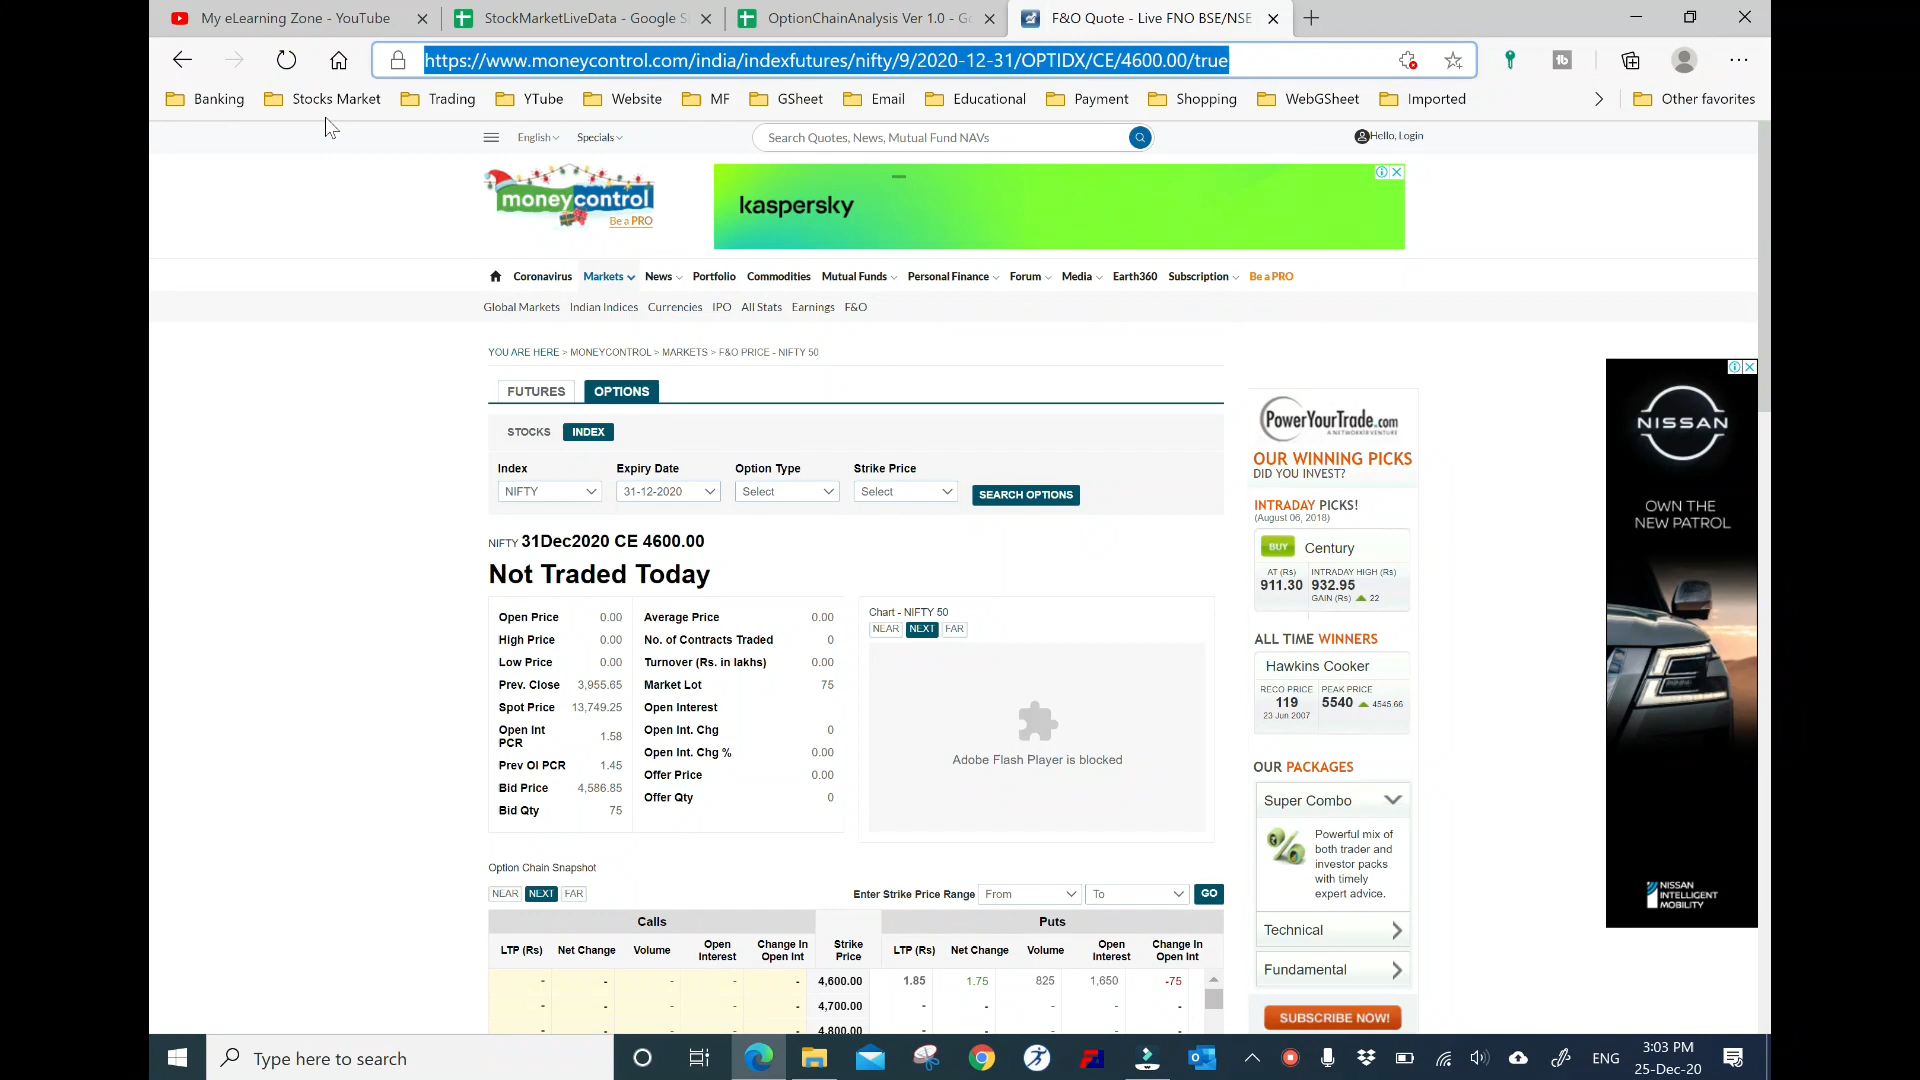 My eLearning Zone - YouTube
StockMarketLiveData - Google S
OptionChainAnalysis Ver 1.0 - Go
F&O Quote - Live FNO BSE/NSE
https://www.moneycontrol.com/india/indexfutures/nifty/9/2020-12-31/OPTIDX/CE/4600.00/true
Banking Stocks Market Trading YTube Website MF GSheet Email Educational Payment Shopping WebGSheet Imported Other favorites
English Specials Search Quotes, News, Mutual Fund NAVs Hello, Login
moneycontrol
Be a PRO
kaspersky
Coronavirus Markets News Portfolio Commodities Mutual Funds Personal Finance Forum Media Earth360 Subscription Be a PRO
Global Markets Indian Indices Currencies IPO All Stats Earnings F&O
YOU ARE HERE > MONEYCONTROL > MARKETS > F&O PRICE - NIFTY 50
FUTURES OPTIONS
STOCKS INDEX
Index Expiry Date Option Type Strike Price
NIFTY 31-12-2020 Select Select SEARCH OPTIONS
NIFTY 31Dec2020 CE 4600.00
Not Traded Today
Open Price 0.00 Average Price 0.00
High Price 0.00 No. of Contracts Traded 0
Low Price 0.00 Turnover (Rs. in lakhs) 0.00
Prev. Close 3,955.65 Market Lot 75
Spot Price 13,749.25 Open Interest
Open Int PCR 1.58 Open Int. Chg 0
Prev OI PCR 1.45 Open Int. Chg % 0.00
Bid Price 4,586.85 Offer Price 0.00
Bid Qty 75 Offer Qty 0
Chart - NIFTY 50
NEAR NEXT FAR
Adobe Flash Player is blocked
Option Chain Snapshot
NEAR NEXT FAR Enter Strike Price Range From To GO
Calls Puts
LTP (Rs) Net Change Volume Open Interest Change In Open Int Strike Price LTP (Rs) Net Change Volume Open Interest Change In Open Int
- - - - - 4,600.00 1.85 1.75 825 1,650 -75
- - - - - 4,700.00 - - - - -
- - - - - 4,800.00 - - - - -
PowerYourTrade.com
A NETWORK18 VENTURE
OUR WINNING PICKS
DID YOU INVEST?
INTRADAY PICKS!
(August 06, 2018)
BUY Century
AT (Rs) INTRADAY HIGH (Rs)
911.30 932.95
GAIN (Rs) 22
ALL TIME WINNERS
Hawkins Cooker
RECO PRICE PEAK PRICE
119 5540 4545.66
23 Jun 2007
OUR PACKAGES
Super Combo
Powerful mix of
both trader and
investor packs
with timely
expert advice.
Technical
Fundamental
SUBSCRIBE NOW!
NISSAN
OWN THE
NEW PATROL
NISSAN
INTELLIGENT
MOBILITY
Type here to search
ENG
3:03 PM
25-Dec-20